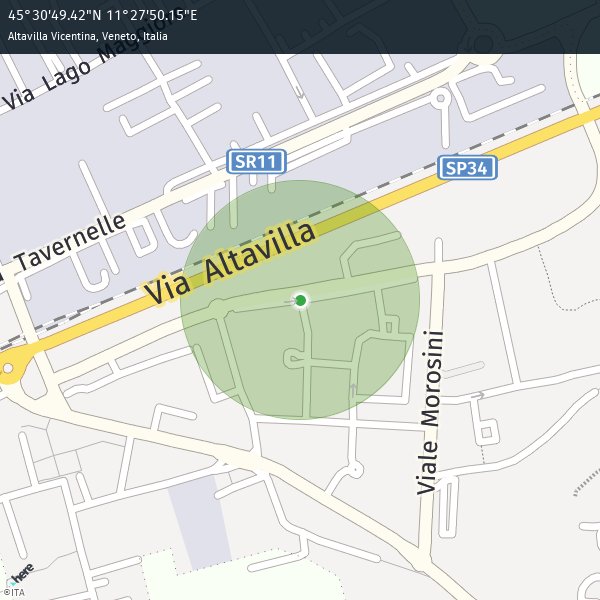 45°30'49.42"N 11°27'50.15"E
Altavilla Vicentina, Veneto, Italia
Via Lago Maggiore
SR11
SP34
Tavernelle
Via Altavilla
Viale Morosini
here
©ITA